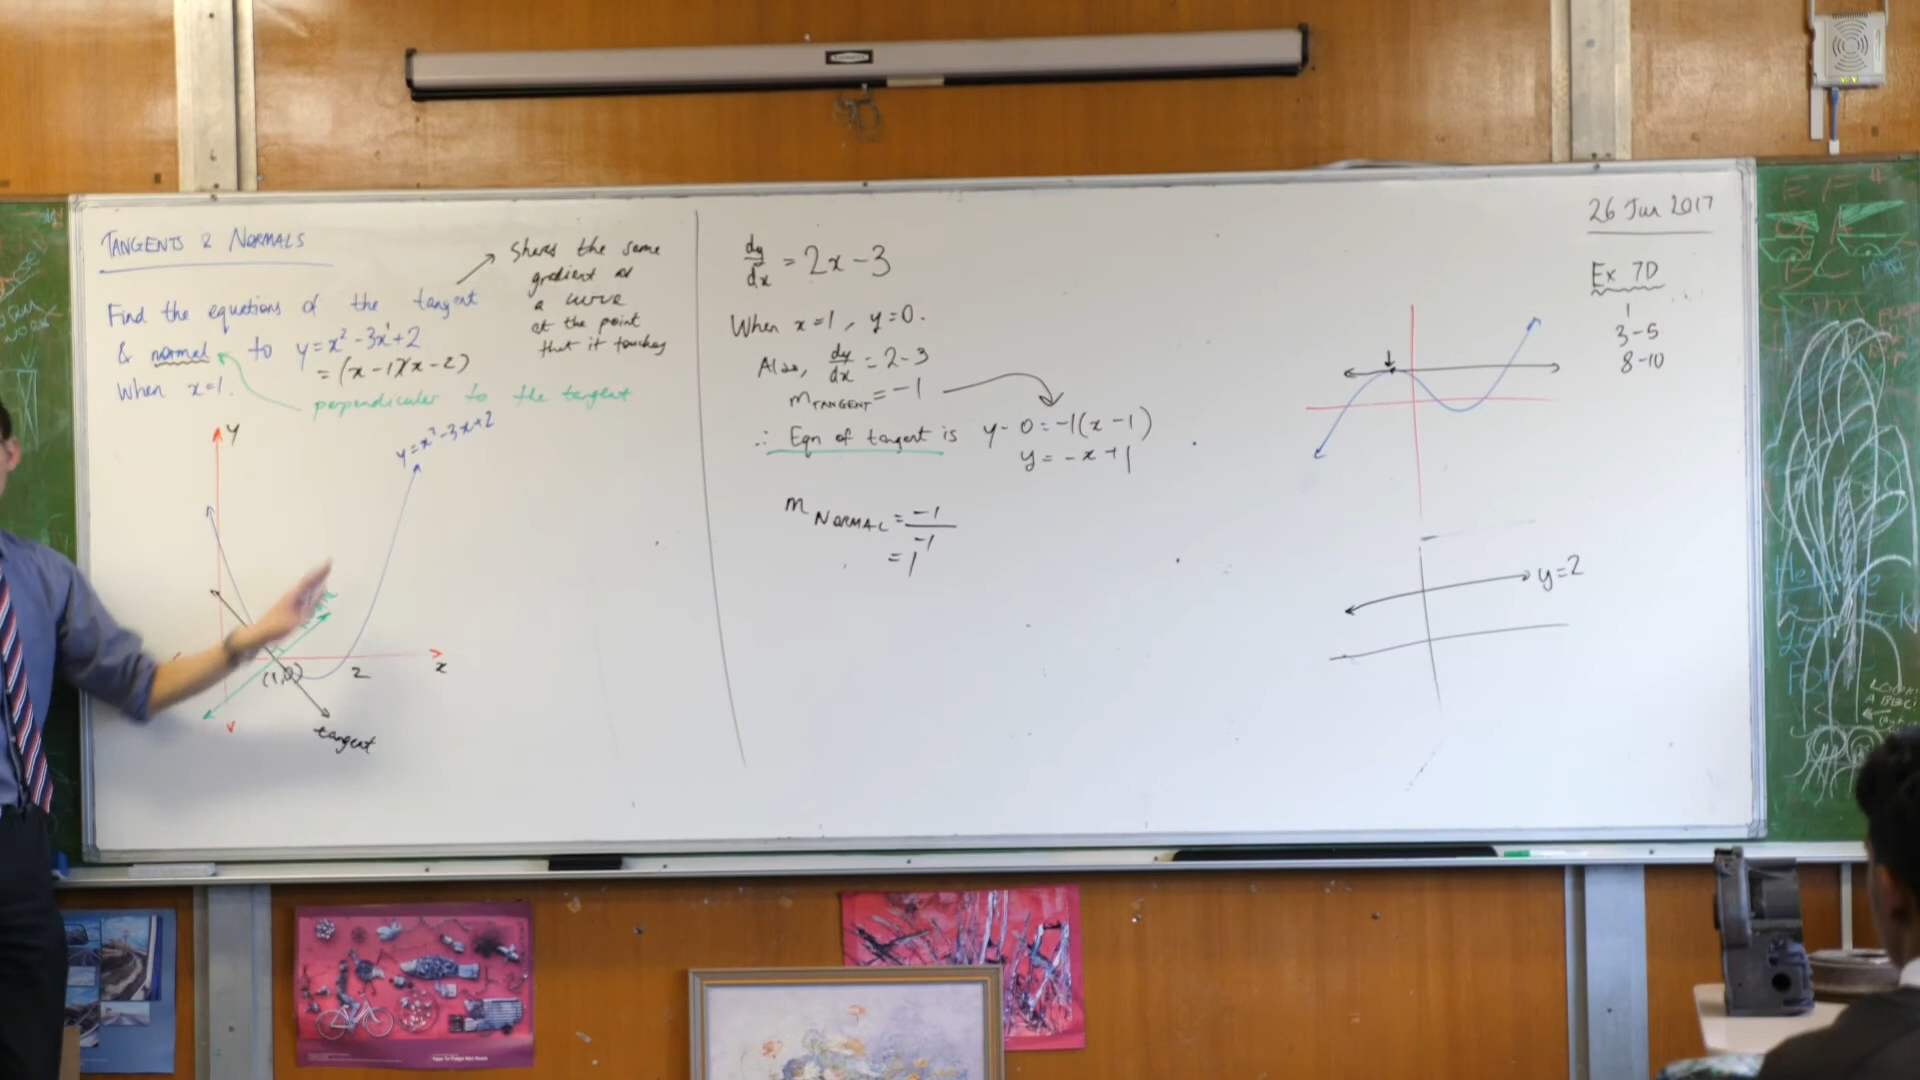 TANGENTS & NORMALS
Find the equations of the tangent
& normal to y = x² - 3x¹ + 2
= (x - 1)(x - 2)
When x=1.
Shares the same
gradient as
a curve
at the point
that it touches
perpendicular to the tangent
y
y = x² - 3x + 2
(1,0)
2
x
tangent
dy/dx = 2x - 3
When x=1, y=0.
Also, dy/dx = 2 - 3
m TANGENT = -1
∴ Eqn of tangent is y - 0 = -1(x - 1)
y = -x + 1
m NORMAL = -1/-1
= 1
26 Jun 2017
Ex 7D
1
3-5
8-10
y=2